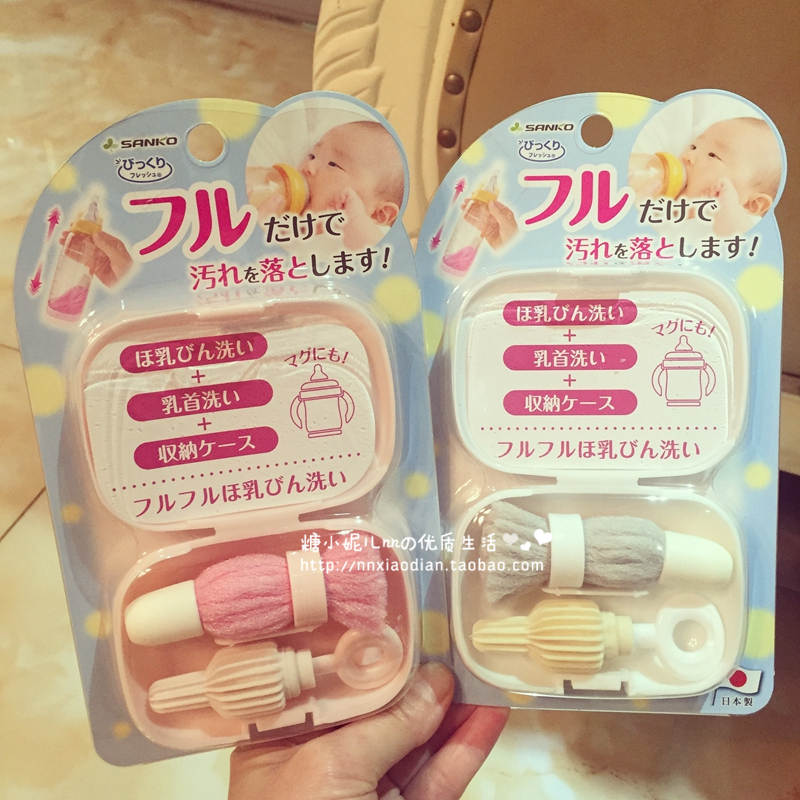 SANKO
びっくり
フレッシュ®
フルだけで
汚れを落とします!
ほ乳びん洗い
+
乳首洗い
+
収納ケース
マグにも!
フルフルほ乳びん洗い
SANKO
びっくり
フレッシュ®
フルだけで
汚れを落とします!
ほ乳びん洗い
+
乳首洗い
+
収納ケース
マグにも!
フルフルほ乳びん洗い
日本製
糖小妮儿nnの优质生活
http://nnxiaodian.taobao.com